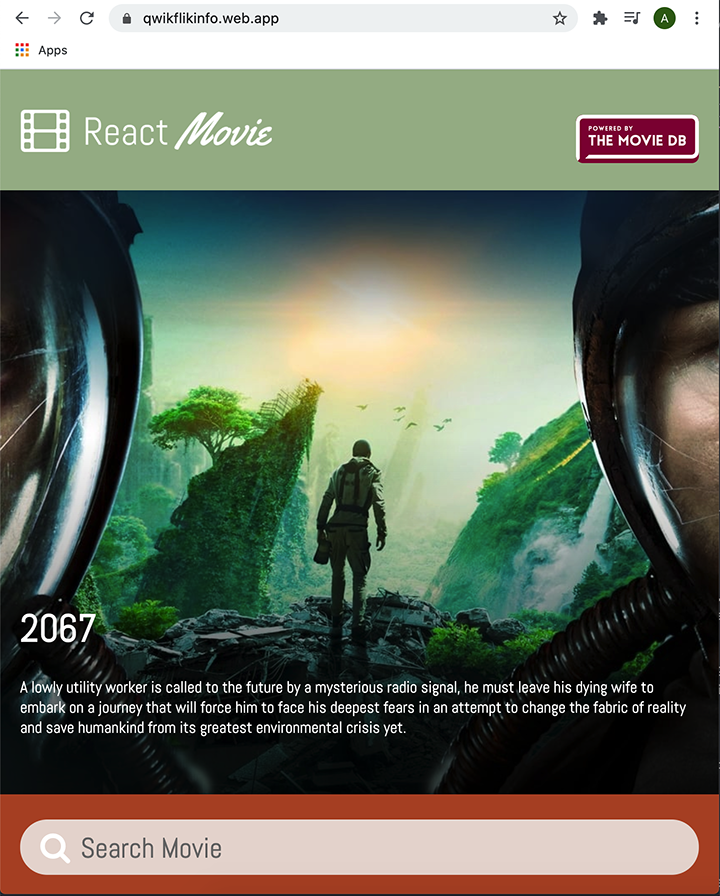 qwikflikinfo.web.app
A
Apps
React Movie
POWERED BY
THE MOVIE DB
2067
A lowly utility worker is called to the future by a mysterious radio signal, he must leave his dying wife to
embark on a journey that will force him to face his deepest fears in an attempt to change the fabric of reality
and save humankind from its greatest environmental crisis yet.
Search Movie